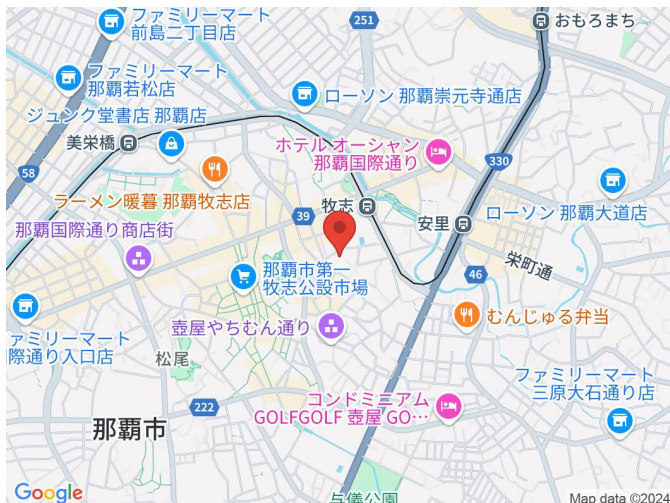 ファミリーマート
前島二丁目店
251
おもろまち
ファミリーマート
那覇若松店
ローソン 那覇崇元寺通店
ジュンク堂書店 那覇店
美栄橋
ホテル オーシャン
那覇国際通り
330
58
ラーメン暖暮 那覇牧志店
39
牧志
安里
ローソン 那覇大道店
那覇国際通り商店街
栄町通
46
那覇市第一
牧志公設市場
ファミリーマート
際通り入口店
壺屋やちむん通り
むんじゅる弁当
松尾
ファミリーマート
三原大石通り店
222
コンドミニアム
GOLFGOLF 壺屋 GO…
那覇市
与儀公園
Google
Map data ©2024